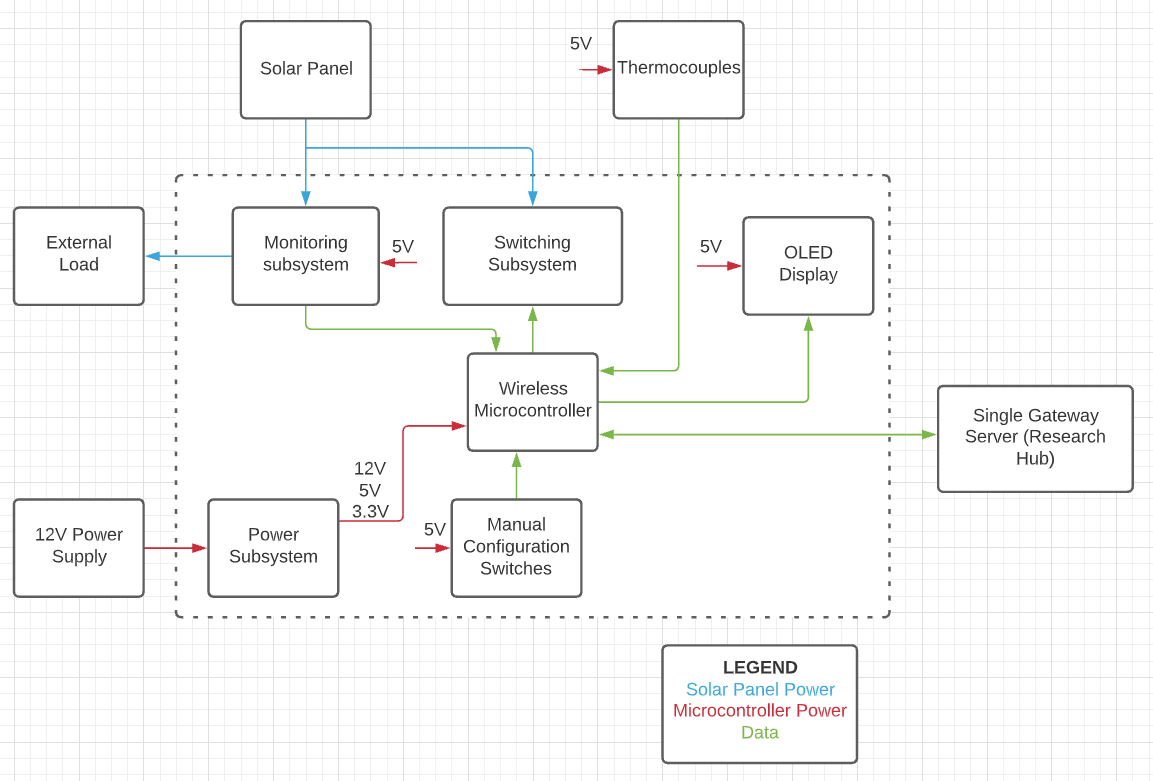 Solar Panel
5V
Thermocouples
External
Load
Monitoring
subsystem
5V
Switching
Subsystem
5V
OLED
Display
Wireless
Microcontroller
Single Gateway
Server (Research
Hub)
12V
5V
3.3V
12V Power
Supply
Power
Subsystem
5V
Manual
Configuration
Switches
LEGEND
Solar Panel Power
Microcontroller Power
Data